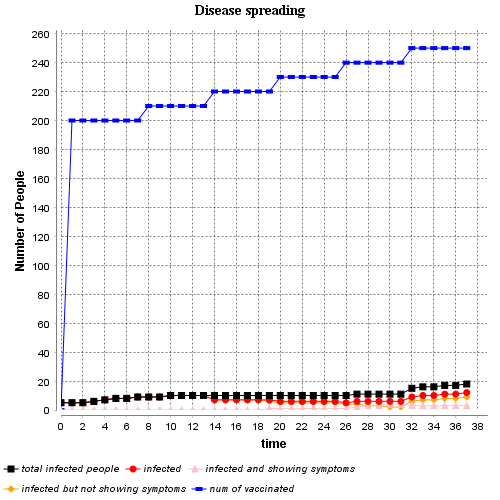 Disease spreading
260
240
220
200
180
160
140
120
100
80
60
40
20
0
Number of People
0 2 4 6 8 10 12 14 16 18 20 22 24 26 28 30 32 34 36 38
time
total infected people infected infected and showing symptoms
infected but not showing symptoms num of vaccinated